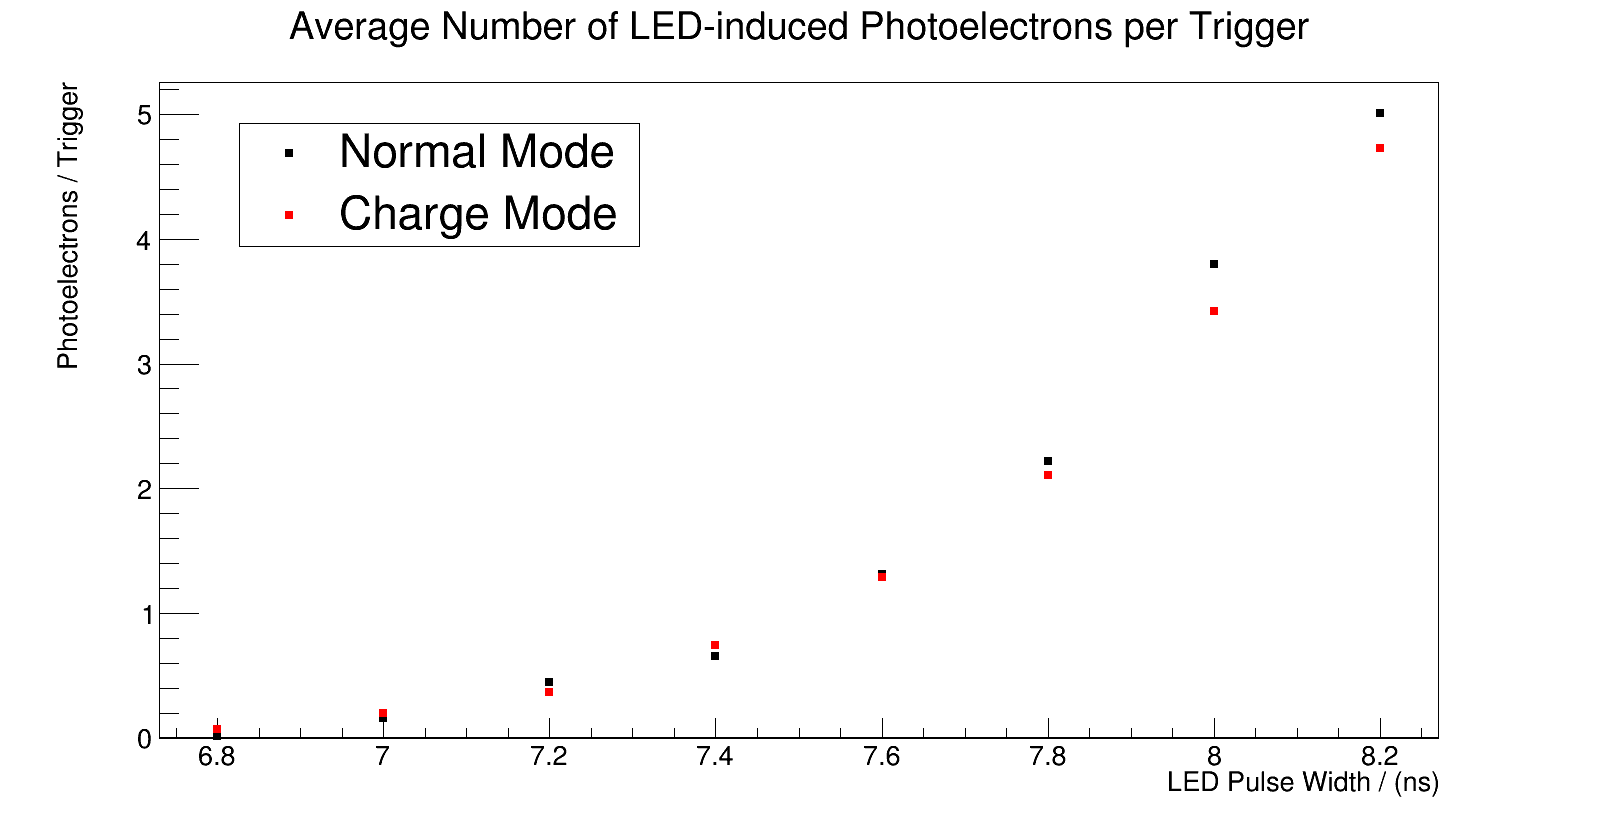 Average Number of LED-induced Photoelectrons per Trigger
Photoelectrons / Trigger
5
4
3
2
1
0
Normal Mode
Charge Mode
6.8 7 7.2 7.4 7.6 7.8 8 8.2
LED Pulse Width / (ns)